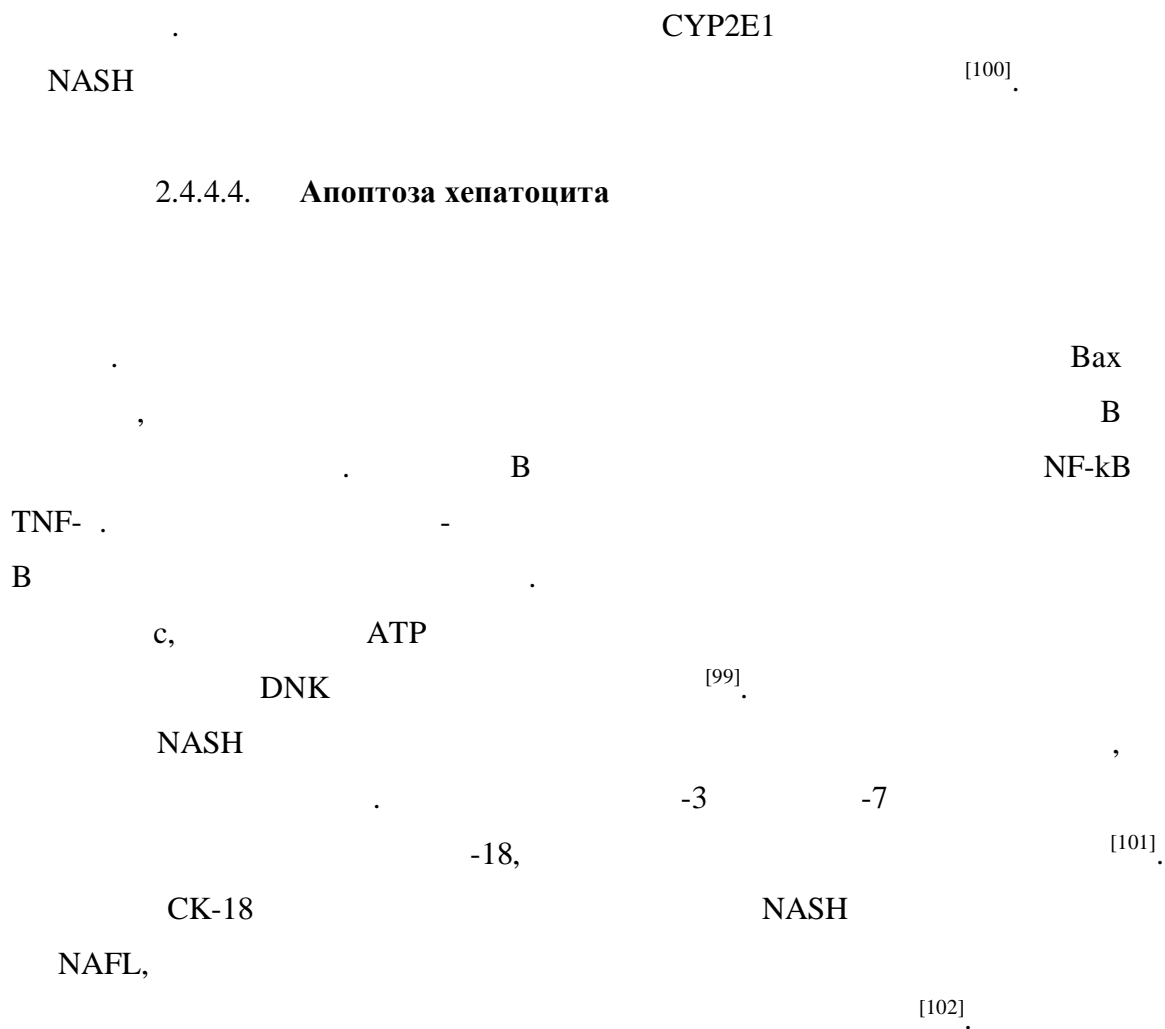 . CYP2E1
NASH [100].
2.4.4.4. Апоптоза хепатоцита
. Bax
, B
. B NF-kB
TNF- .
-
B .
c, ATP
DNK [99].
NASH ,
. -3 -7
-18, [101].
CK-18 NASH
NAFL,
[102].